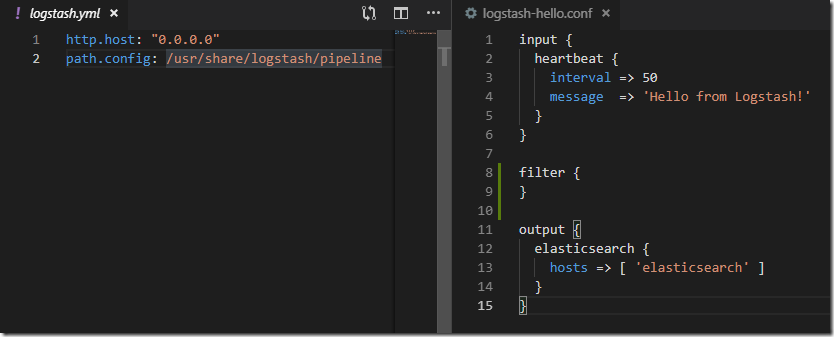 ! logstash.yml ×
1 http.host: "0.0.0.0"
2 path.config: /usr/share/logstash/pipeline
logstash-hello.conf ×
1 input {
2   heartbeat {
3     interval => 50
4     message  => 'Hello from Logstash!'
5   }
6 }
7
8 filter {
9 }
10
11 output {
12   elasticsearch {
13     hosts => [ 'elasticsearch' ]
14   }
15 }